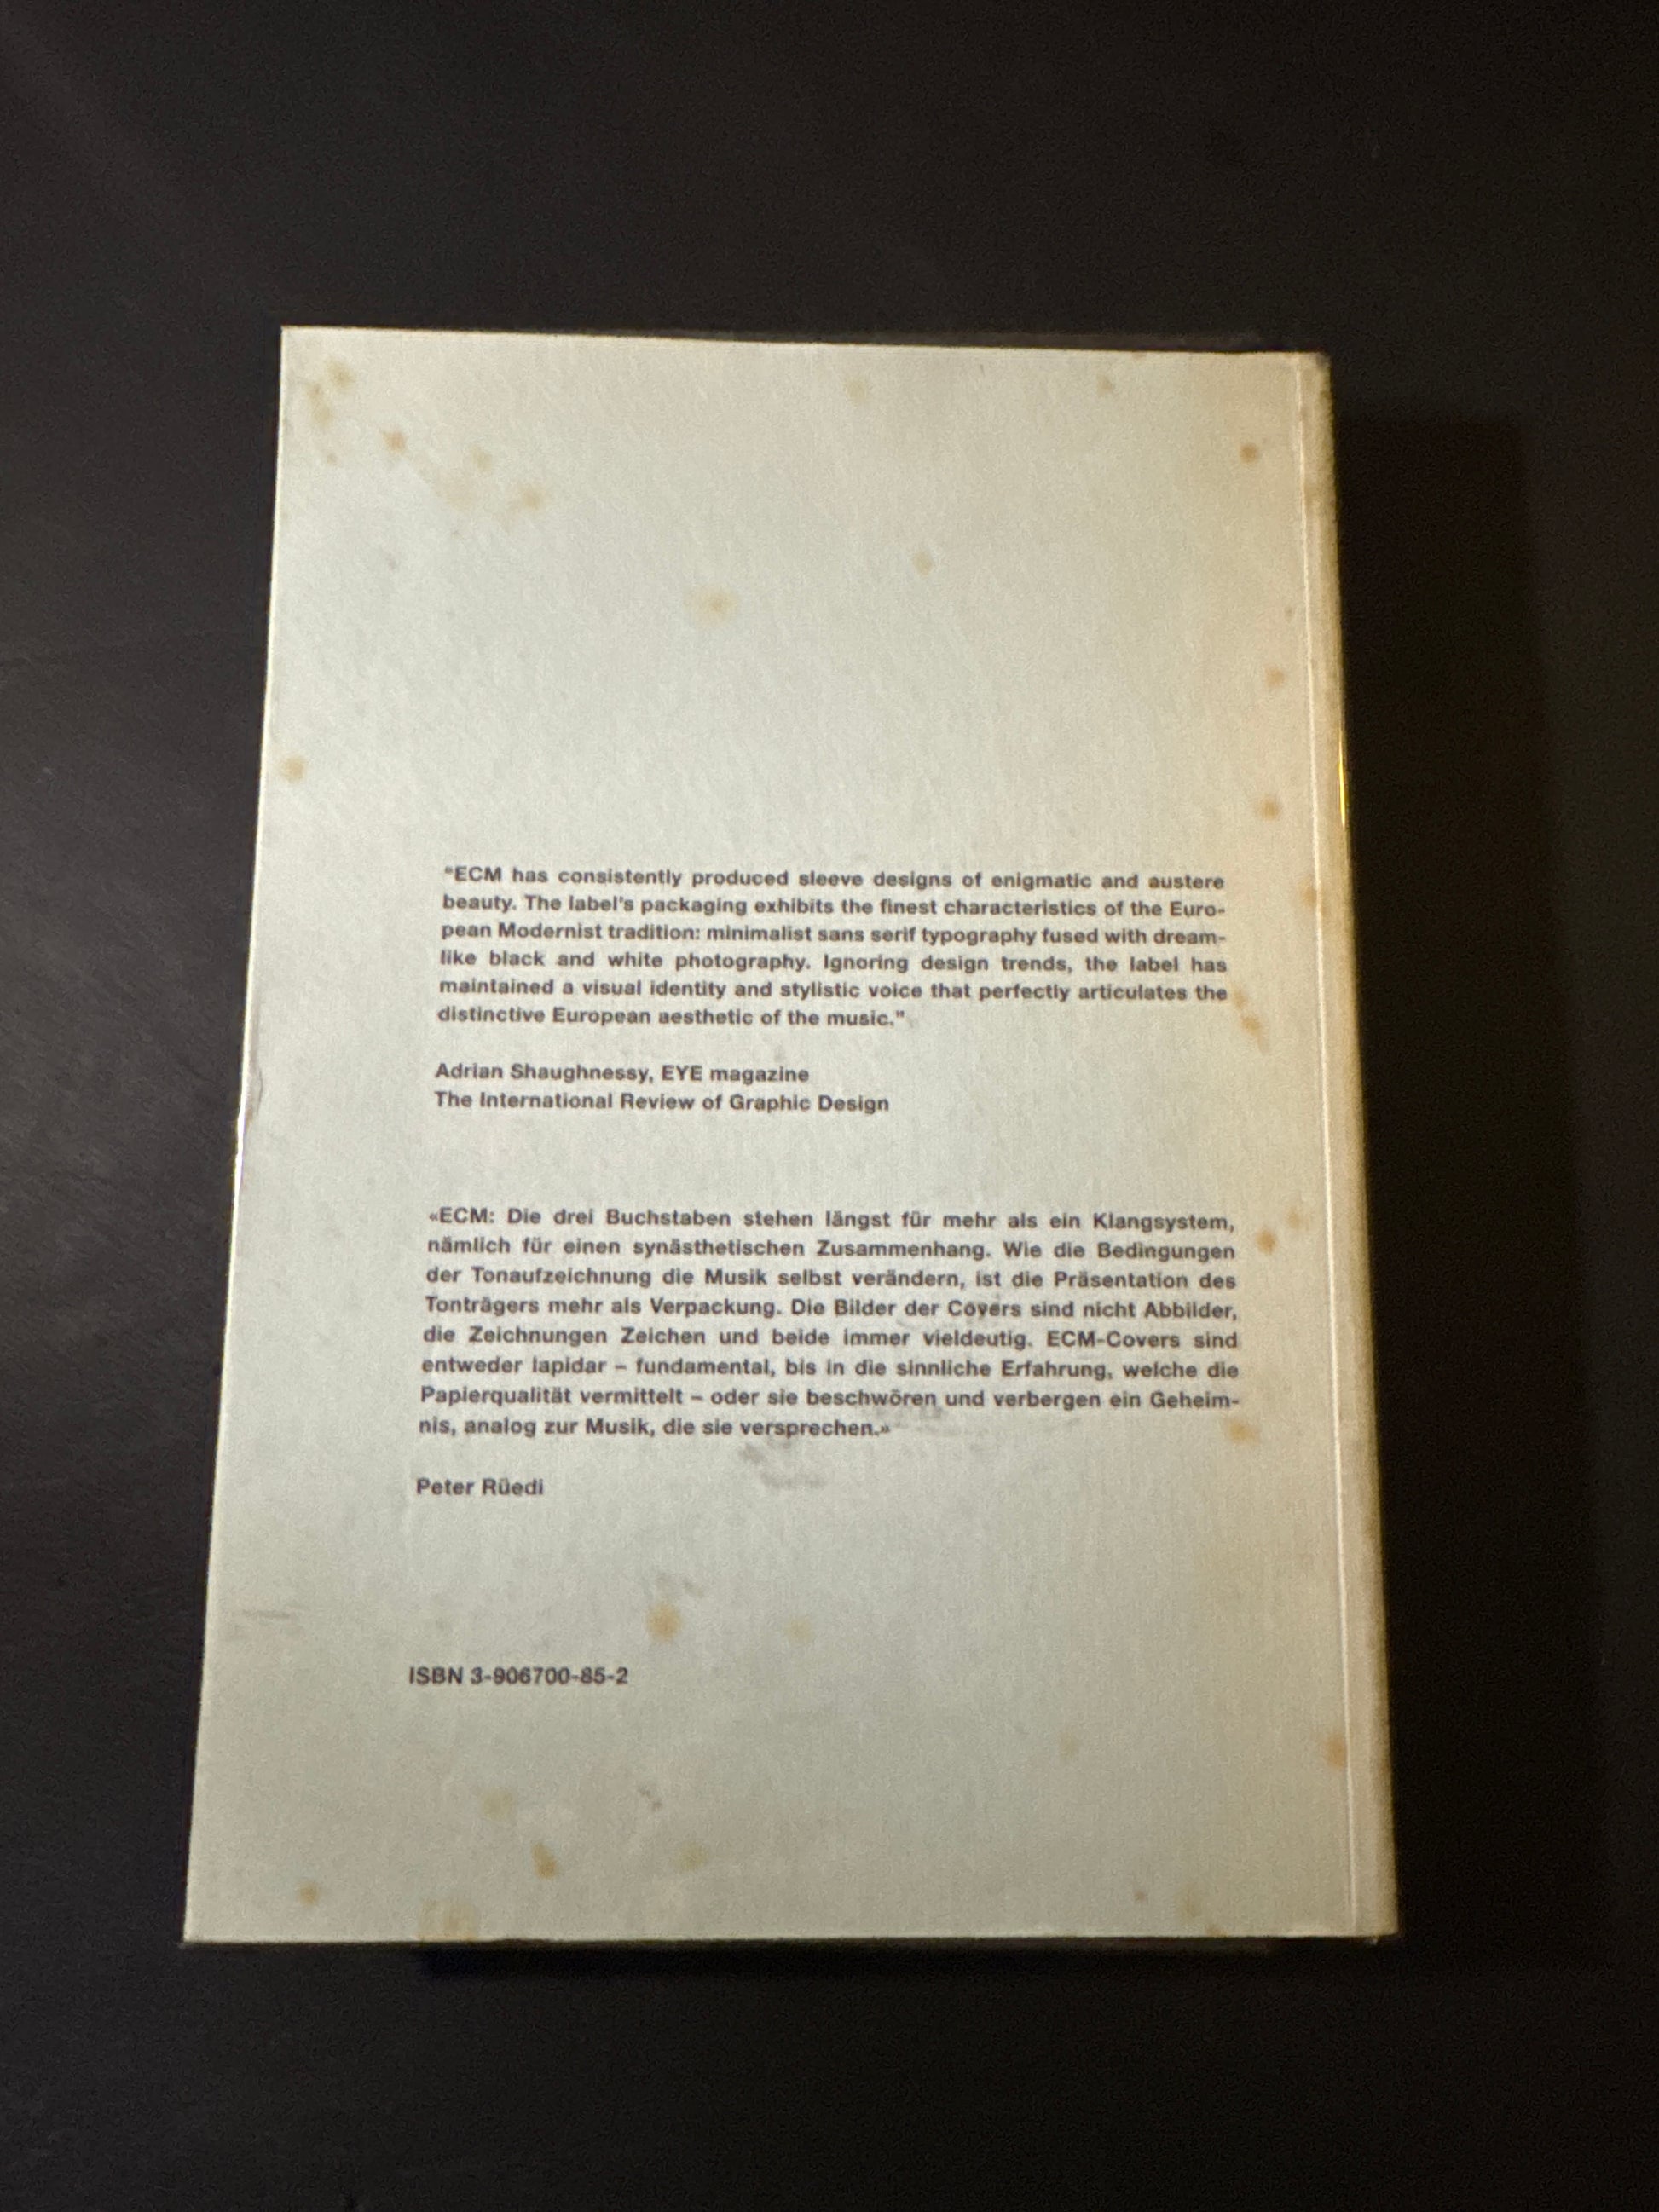 "ECM has consistently produced sleeve designs of enigmatic and austere
beauty. The label's packaging exhibits the finest characteristics of the Euro-
pean Modernist tradition: minimalist sans serif typography fused with dream-
like black and white photography. Ignoring design trends, the label has
maintained a visual identity and stylistic voice that perfectly articulates the
distinctive European aesthetic of the music."
Adrian Shaughnessy, EYE magazine
The International Review of Graphic Design
«ECM: Die drei Buchstaben stehen längst für mehr als ein Klangsystem,
nämlich für einen synästhetischen Zusammenhang. Wie die Bedingungen
der Tonaufzeichnung die Musik selbst verändern, ist die Präsentation des
Tonträgers mehr als Verpackung. Die Bilder der Covers sind nicht Abbilder,
die Zeichnungen Zeichen und beide immer vieldeutig. ECM-Covers sind
entweder lapidar – fundamental, bis in die sinnliche Erfahrung, welche die
Papierqualität vermittelt – oder sie beschwören und verbergen ein Geheim-
nis, analog zur Musik, die sie versprechen.»
Peter Rüedi
ISBN 3-906700-85-2